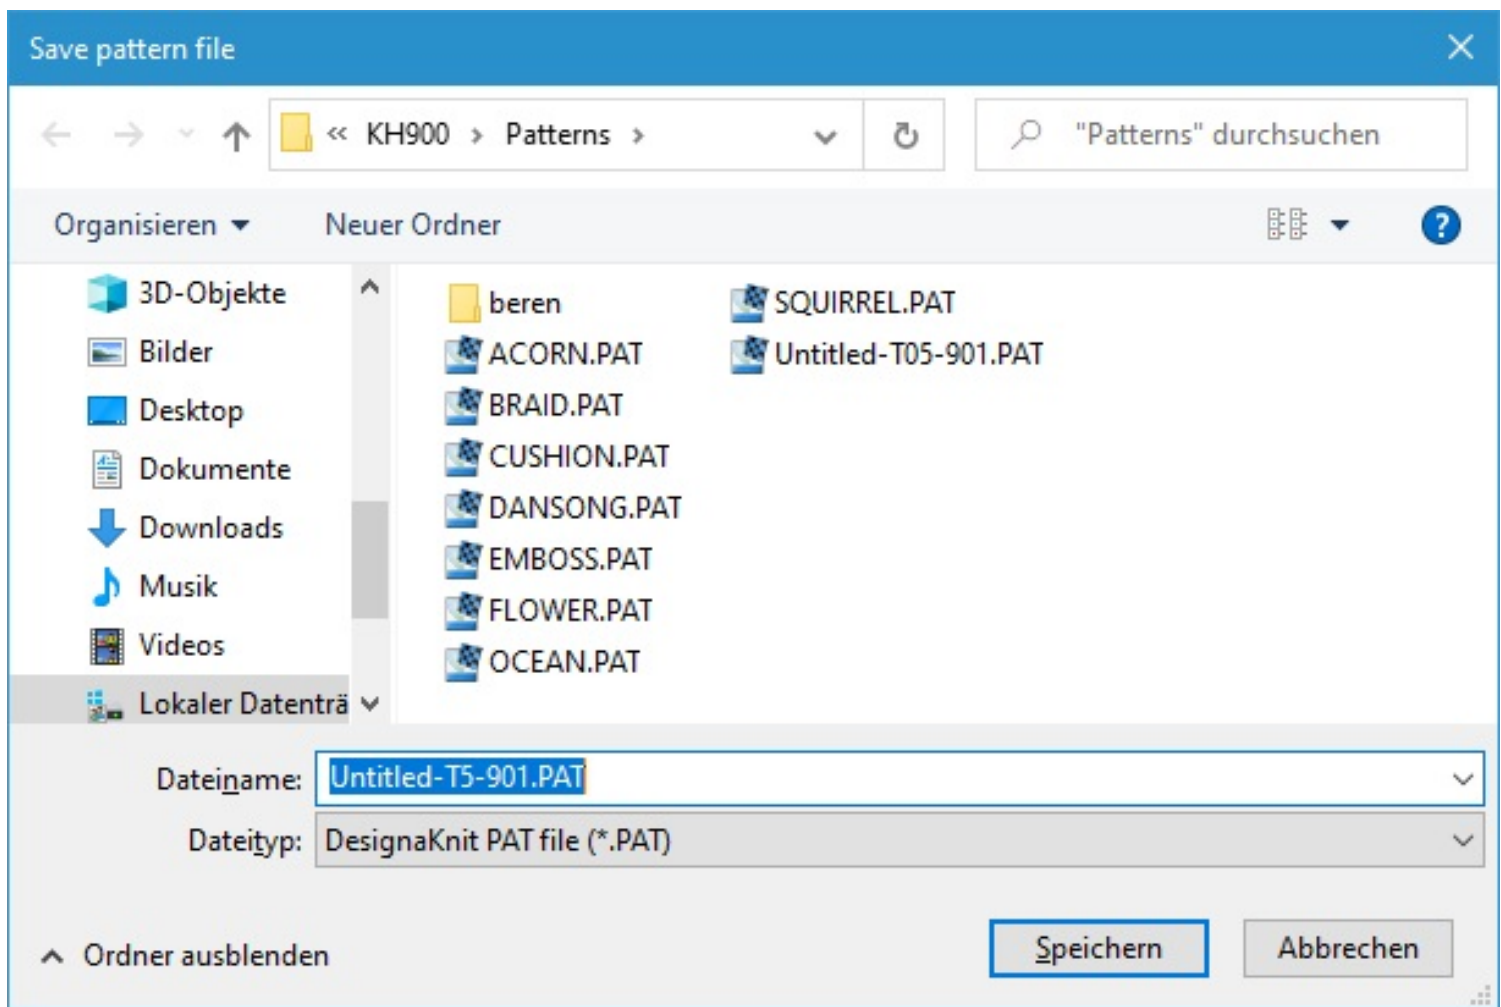 Save pattern file
« KH900 › Patterns ›
"Patterns" durchsuchen
Organisieren
Neuer Ordner
3D-Objekte
Bilder
Desktop
Dokumente
Downloads
Musik
Videos
Lokaler Datenträ
beren
ACORN.PAT
BRAID.PAT
CUSHION.PAT
DANSONG.PAT
EMBOSS.PAT
FLOWER.PAT
OCEAN.PAT
SQUIRREL.PAT
Untitled-T05-901.PAT
Dateiname: Untitled-T5-901.PAT
Dateityp: DesignaKnit PAT file (*.PAT)
Ordner ausblenden
Speichern
Abbrechen